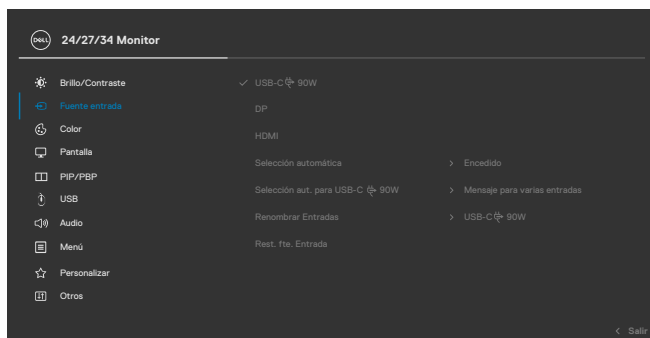 DELL 24/27/34 Monitor
Brillo/Contraste ✓ USB-C 90W
Fuente entrada DP
Color HDMI
Pantalla Selección automática > Encedido
PIP/PBP Selección aut. para USB-C 90W > Mensaje para varias entradas
USB Renombrar Entradas > USB-C 90W
Audio
Menú Rest. fte. Entrada
Personalizar
Otros
< Salir